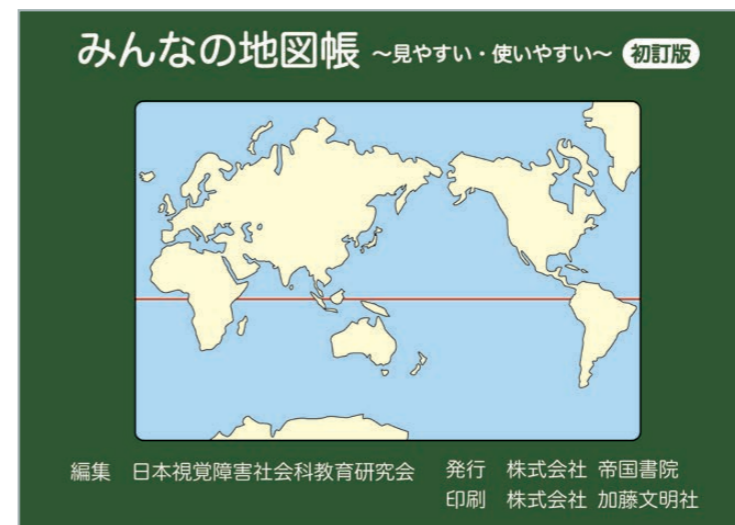 みんなの地図帳 ～見やすい・使いやすい～ 初訂版
編集 日本視覚障害社会科教育研究会
発行 株式会社 帝国書院
印刷 株式会社 加藤文明社